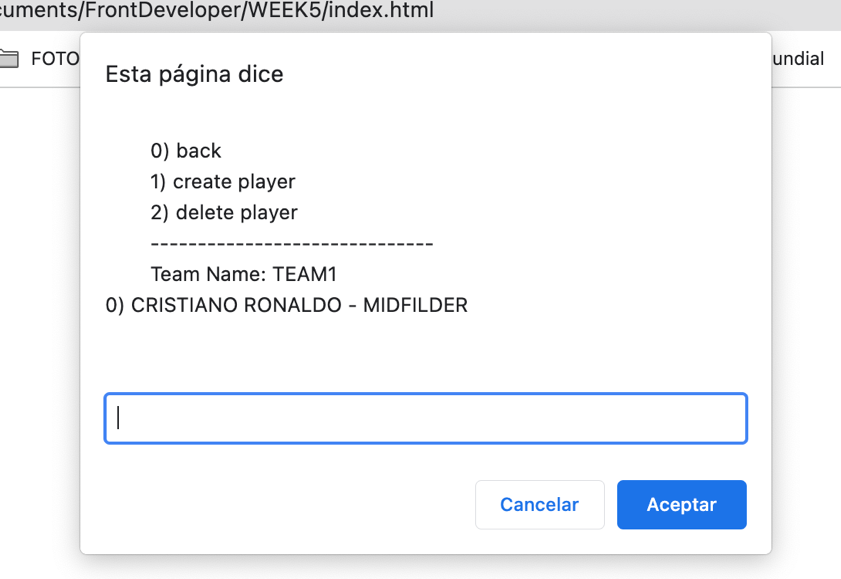 cuments/FrontDeveloper/WEEK5/index.html
FOTO
undial
Esta página dice
0) back
1) create player
2) delete player
------------------------------
Team Name: TEAM1
0) CRISTIANO RONALDO - MIDFILDER
Cancelar
Aceptar